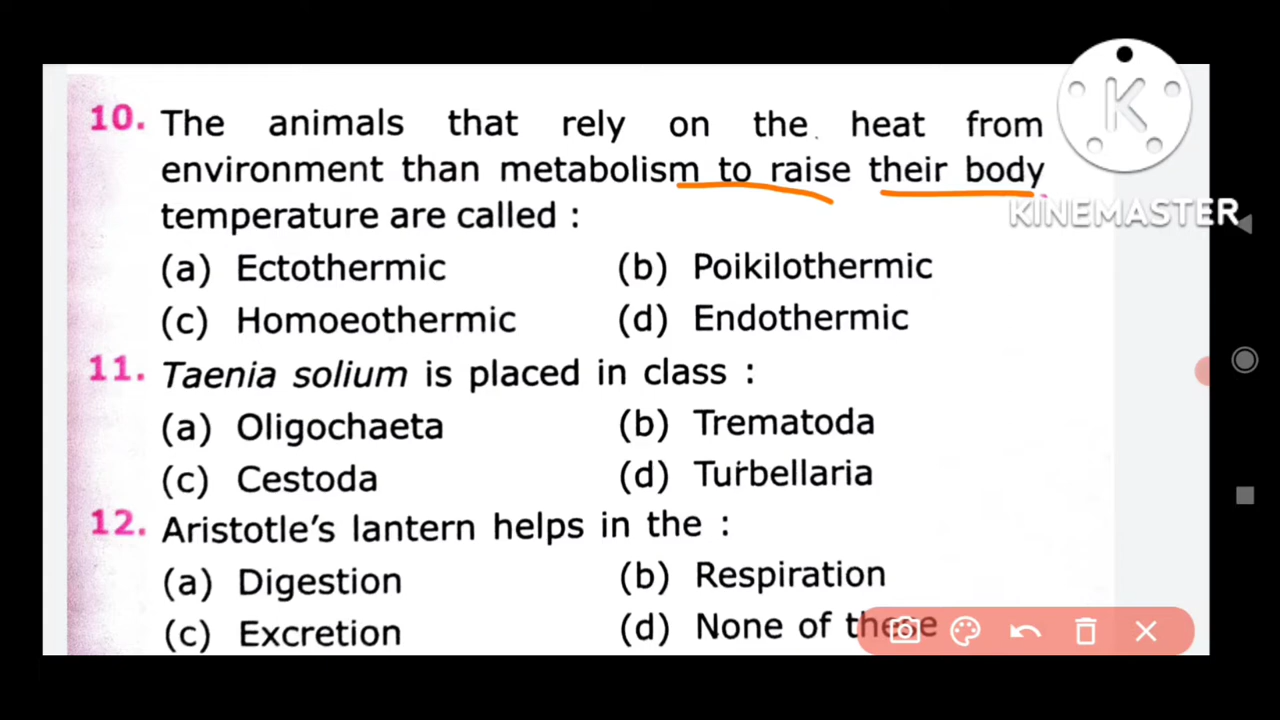 10. The animals that rely on the heat from
environment than metabolism to raise their body
temperature are called :
(a) Ectothermic (b) Poikilothermic
(c) Homoeothermic (d) Endothermic
11. Taenia solium is placed in class :
(a) Oligochaeta (b) Trematoda
(c) Cestoda (d) Turbellaria
12. Aristotle's lantern helps in the :
(a) Digestion (b) Respiration
(c) Excretion (d) None of these
K
KINEMASTER